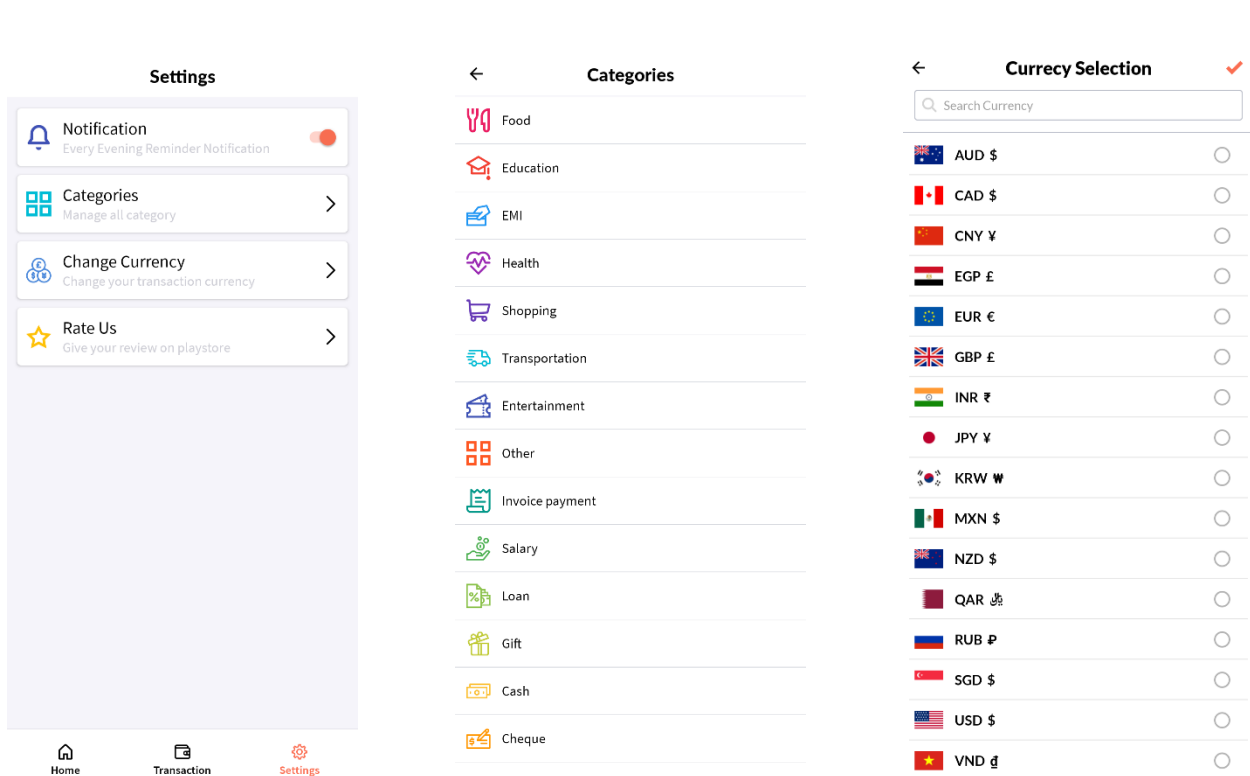 Settings
Notification
Every Evening Reminder Notification
Categories
Manage all category
Change Currency
Change your transaction currency
Rate Us
Give your review on playstore
Home
Transaction
Settings
Categories
Food
Education
EMI
Health
Shopping
Transportation
Entertainment
Other
Invoice payment
Salary
Loan
Gift
Cash
Cheque
Currecy Selection
Search Currency
AUD $
CAD $
CNY ¥
EGP £
EUR €
GBP £
INR ₹
JPY ¥
KRW ₩
MXN $
NZD $
QAR ﷼
RUB ₽
SGD $
USD $
VND ₫